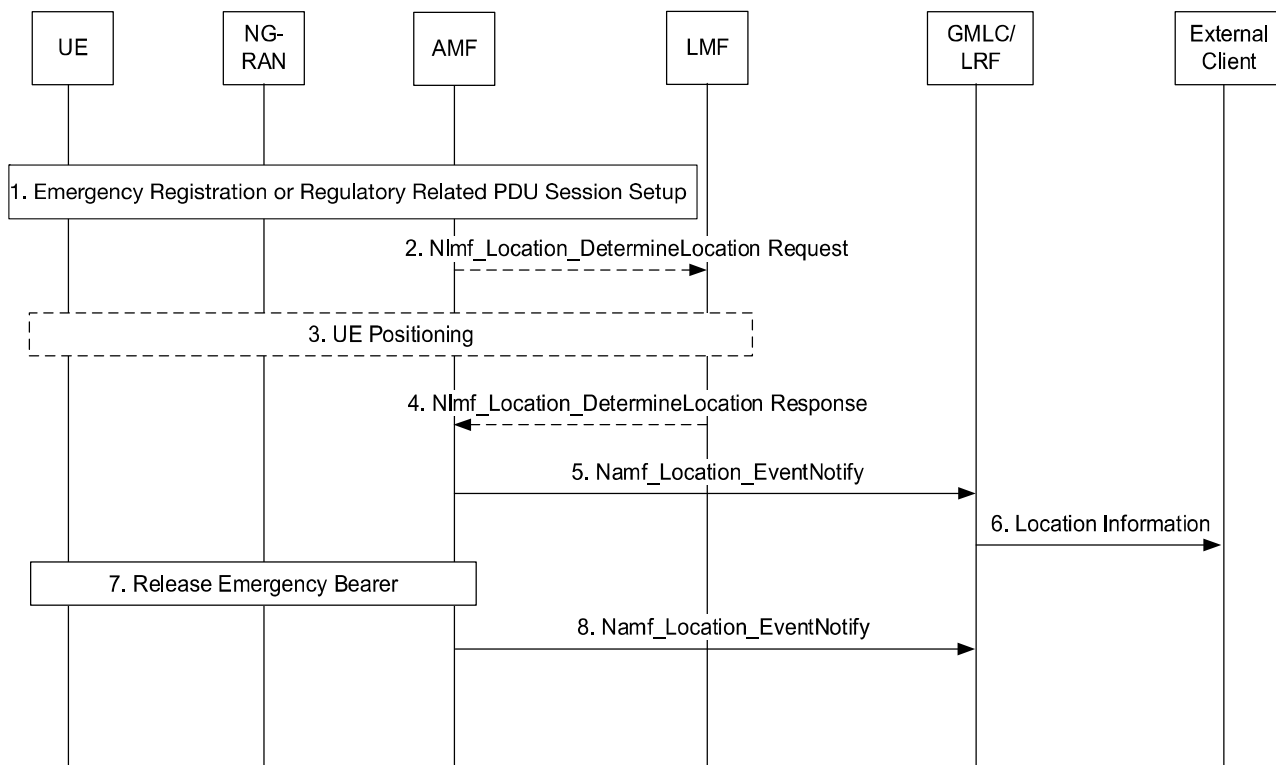 UE
NG-
RAN
AMF
LMF
GMLC/
LRF
External
Client
1. Emergency Registration or Regulatory Related PDU Session Setup
2. Nlmf_Location_DetermineLocation Request
3. UE Positioning
4. Nlmf_Location_DetermineLocation Response
5. Namf_Location_EventNotify
6. Location Information
7. Release Emergency Bearer
8. Namf_Location_EventNotify